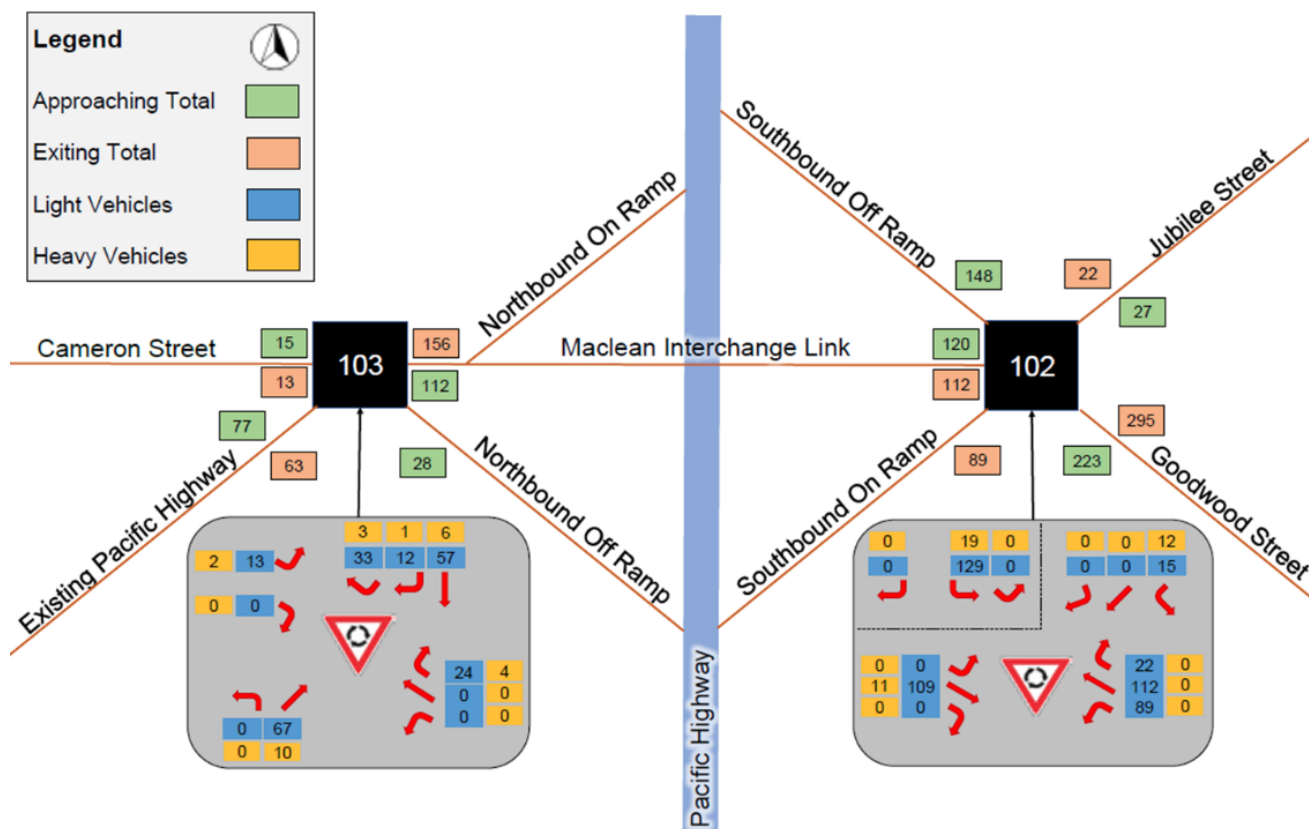 Legend
Approaching Total
Exiting Total
Light Vehicles
Heavy Vehicles
Southbound Off Ramp
Jubilee Street
Northbound On Ramp
148
22
27
Cameron Street
15
13
103
156
112
Maclean Interchange Link
120
112
102
77
63
28
Existing Pacific Highway
Northbound Off Ramp
Pacific Highway
Southbound On Ramp
89
223
295
Goodwood Street
3 1 6
33 12 57
2 13
0 0
24 4
0 0
0 0
0 67
0 10
0 19 0
0 129 0
0 0 12
0 0 15
0 0
11 109
0 0
22 0
112 0
89 0